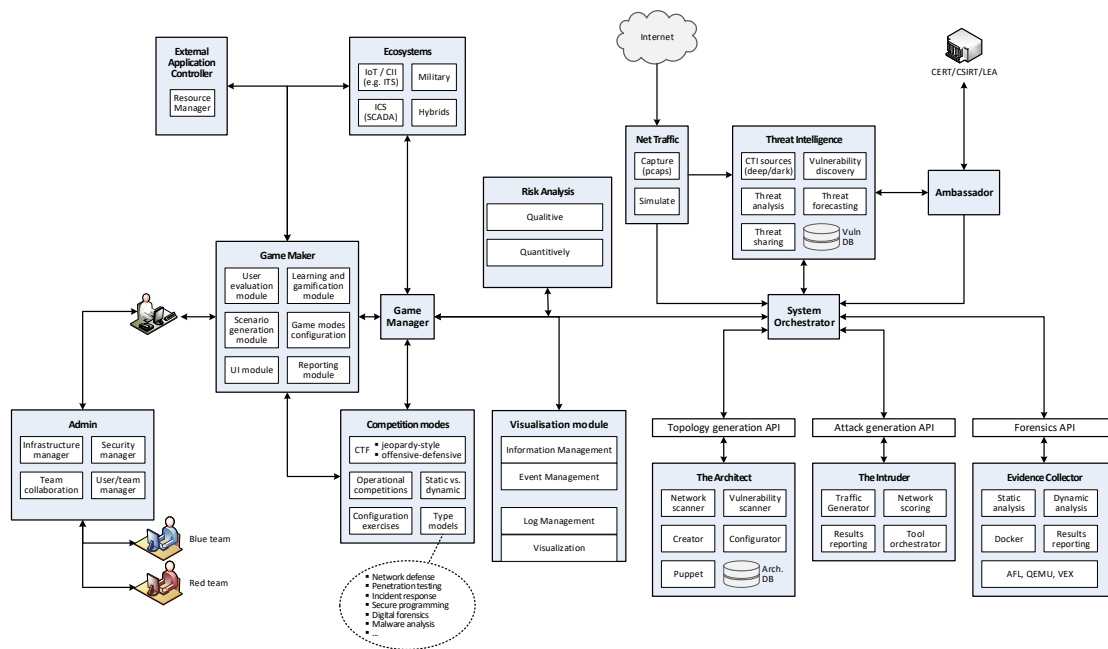 External
Application
Controller
Resource
Manager
Ecosystems
IoT / CII
(e.g. ITS)
Military
ICS
(SCADA)
Hybrids
Internet
CERT/CSIRT/LEA
Net Traffic
Capture
(pcaps)
Simulate
Threat Intelligence
CTI sources
(deep/dark)
Vulnerability
discovery
Threat
analysis
Threat
forecasting
Threat
sharing
Vuln
DB
Ambassador
Risk Analysis
Qualitive
Quantitively
Game Maker
User
evaluation
module
Learning and
gamification
module
Scenario
generation
module
Game modes
configuration
UI module
Reporting
module
Game
Manager
System
Orchestrator
Admin
Infrastructure
manager
Security
manager
Team
collaboration
User/team
manager
Blue team
Red team
Competition modes
CTF
▪ jeopardy-style
▪ offensive-defensive
Operational
competitions
Static vs.
dynamic
Configuration
exercises
Type
models
▪ Network defense
▪ Penetration testing
▪ Incident response
▪ Secure programming
▪ Digital forensics
▪ Malware analysis
▪ ...
Visualisation module
Information Management
Event Management
Log Management
Visualization
Topology generation API
Attack generation API
Forensics API
The Architect
Network
scanner
Vulnerability
scanner
Creator
Configurator
Puppet
Arch.
DB
The Intruder
Traffic
Generator
Network
scoring
Results
reporting
Tool
orchestrator
Evidence Collector
Static
analysis
Dynamic
analysis
Docker
Results
reporting
AFL, QEMU, VEX